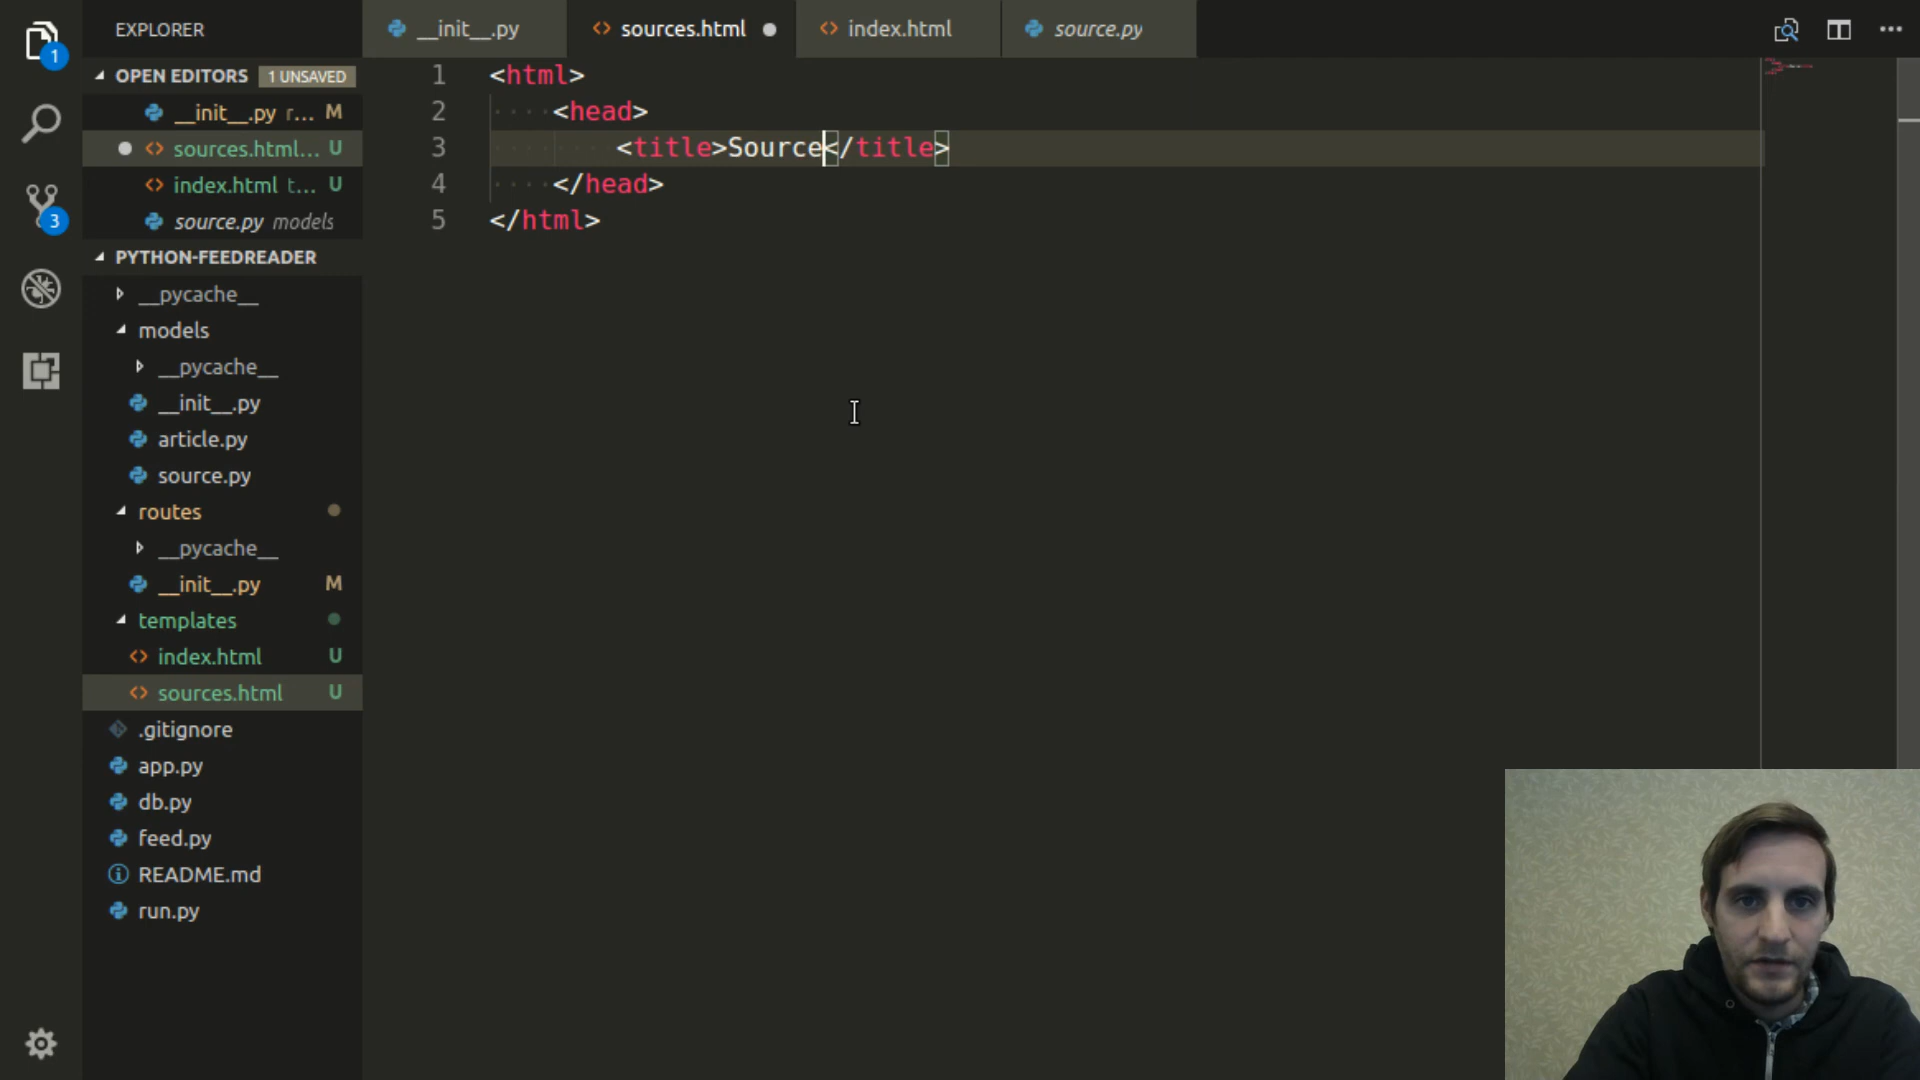 EXPLORER
__init__.py
sources.html
index.html
source.py
1
OPEN EDITORS
1 UNSAVED
__init__.py r... M
sources.html... U
index.html t... U
source.py models
3
PYTHON-FEEDREADER
__pycache__
models
__pycache__
__init__.py
article.py
source.py
routes
__pycache__
__init__.py M
templates
index.html U
sources.html U
.gitignore
app.py
db.py
feed.py
README.md
run.py
1 <html>
2 <head>
3 <title>Source</title>
4 </head>
5 </html>